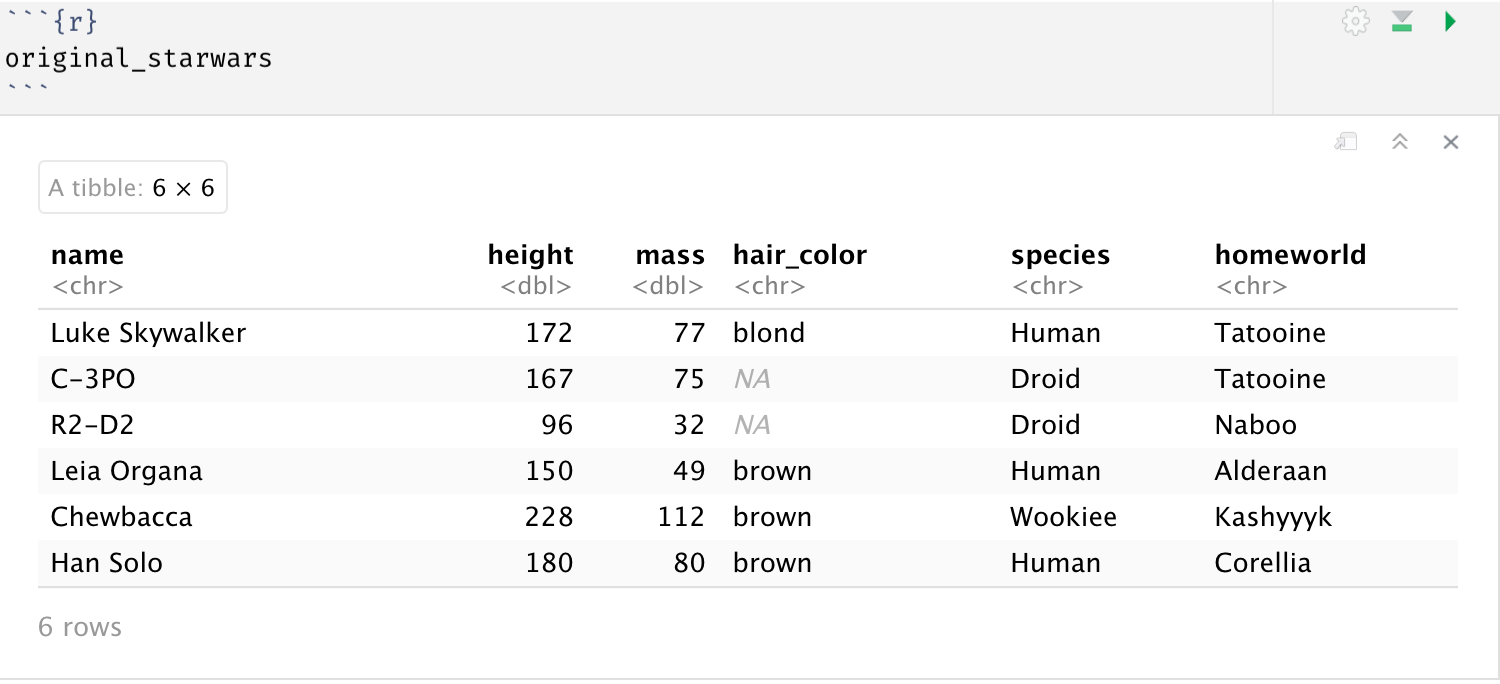 ```{r}
original_starwars
```
A tibble: 6 × 6
name height mass hair_color species homeworld
<chr> <dbl> <dbl> <chr> <chr> <chr>
Luke Skywalker 172 77 blond Human Tatooine
C-3PO 167 75 NA Droid Tatooine
R2-D2 96 32 NA Droid Naboo
Leia Organa 150 49 brown Human Alderaan
Chewbacca 228 112 brown Wookiee Kashyyyk
Han Solo 180 80 brown Human Corellia
6 rows